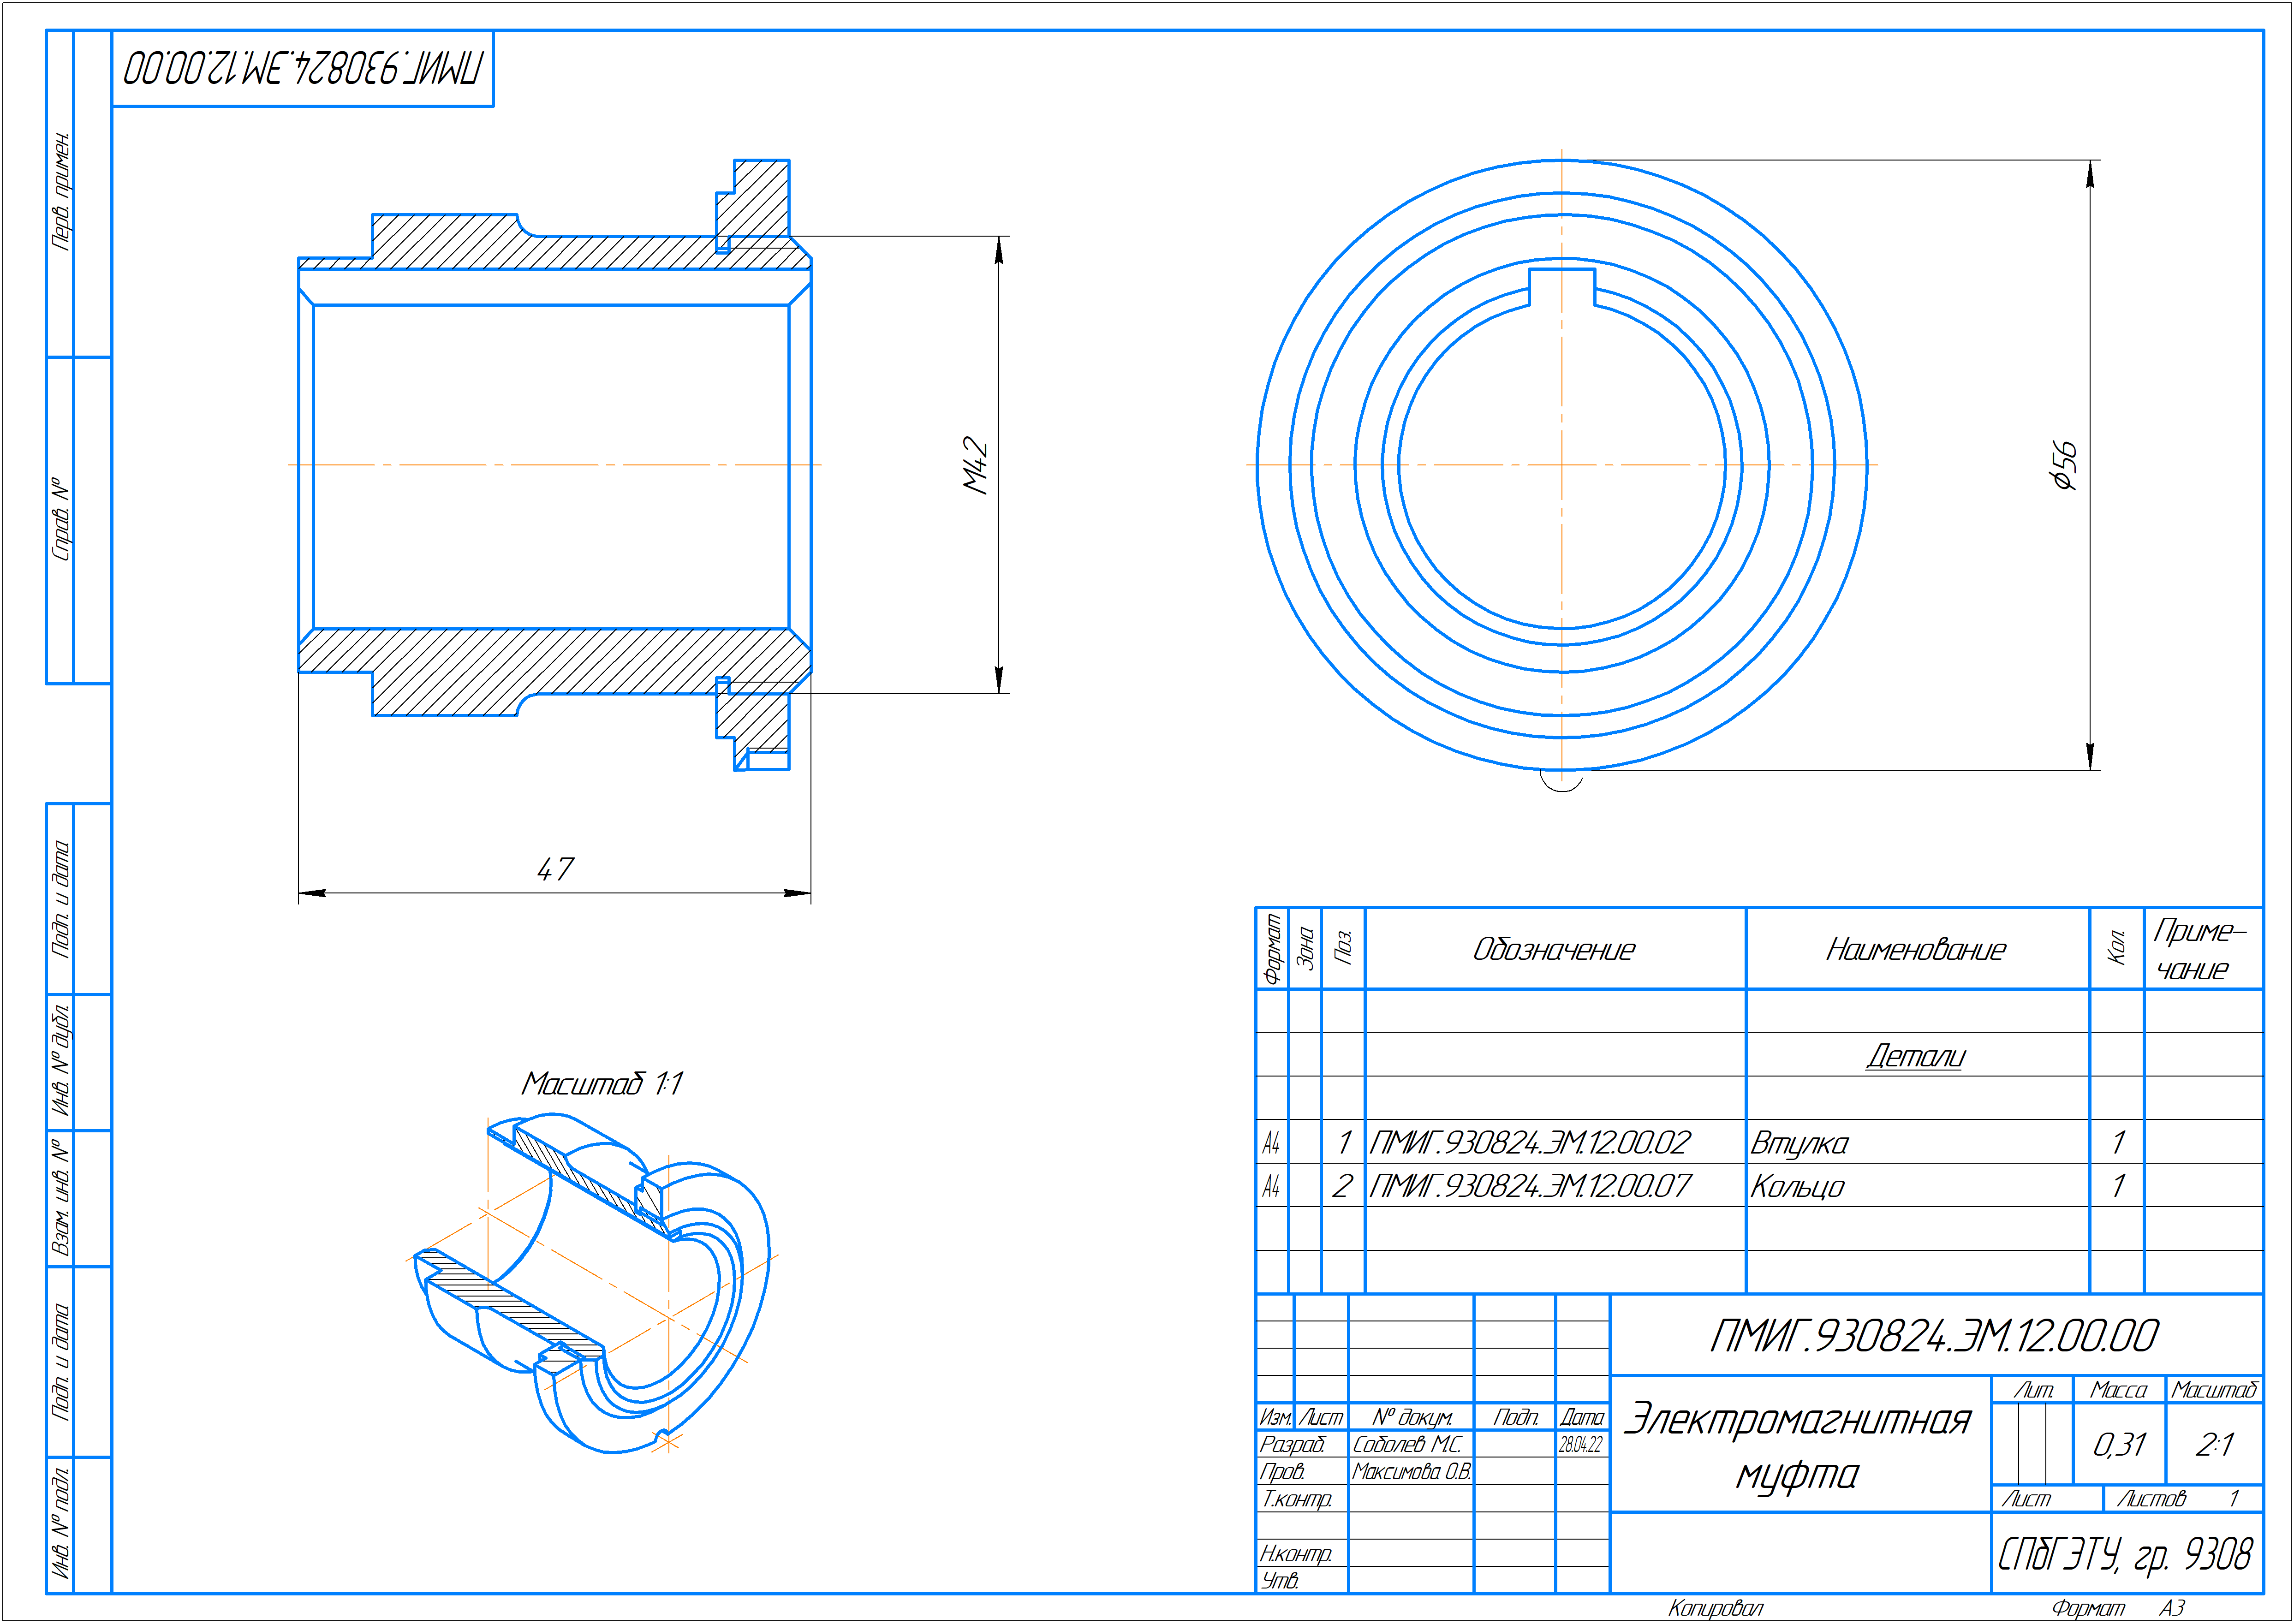 ПМИГ.930824.ЭМ.12.00.00
Перв. примен.
Справ. №
Подп. и дата
Инв. № дубл.
Взам. инв. №
Подп. и дата
Инв. № подл.
М42
⌀56
47
Масштаб 1:1
Формат Зона Поз. Обозначение Наименование Кол. Приме-
чание
Детали
А4 1 ПМИГ.930824.ЭМ.12.00.02 Втулка 1
А4 2 ПМИГ.930824.ЭМ.12.00.07 Кольцо 1
ПМИГ.930824.ЭМ.12.00.00
Лит. Масса Масштаб
Изм. Лист № докум. Подп. Дата
Разраб. Соболев М.С. 28.04.22
Пров. Максимова О.В.
Т.контр.
Н.контр.
Утв.
Электромагнитная
муфта
0,31 2:1
Лист Листов 1
СПбГЭТУ, гр. 9308
Копировал Формат А3